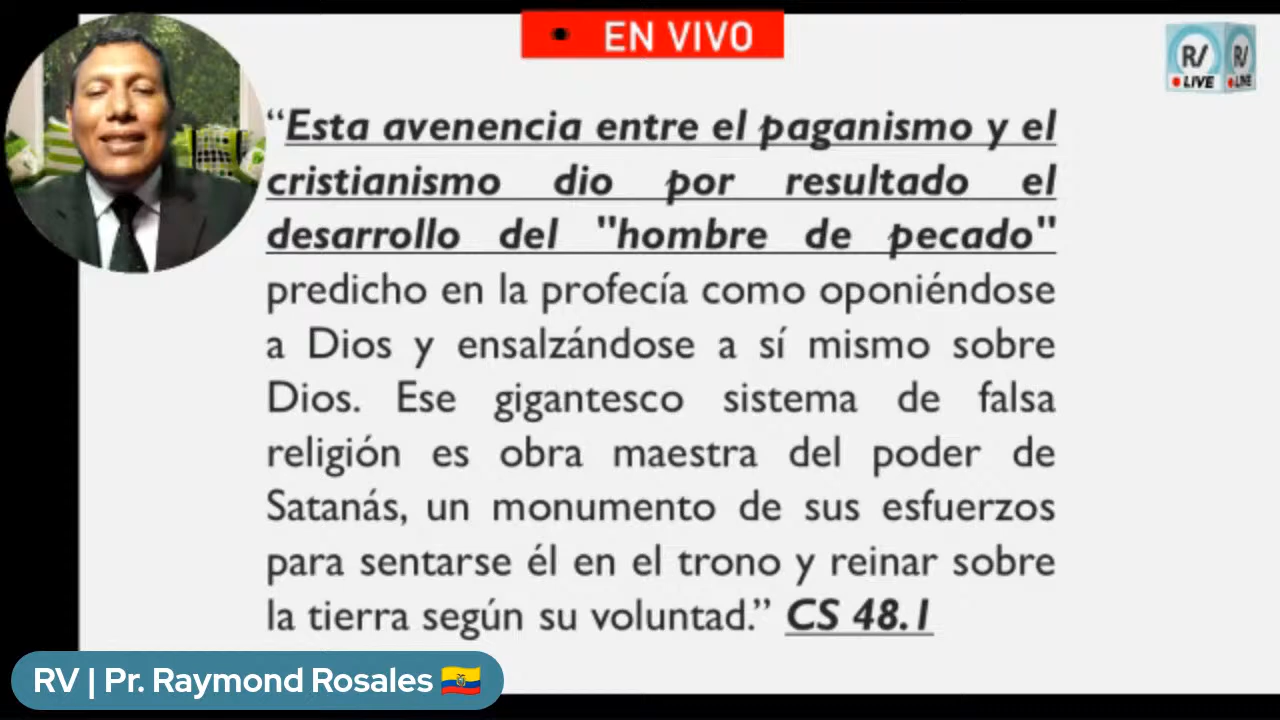 EN VIVO
R/
LIVE
R/
LIVE
“Esta avenencia entre el paganismo y el
cristianismo dio por resultado el
desarrollo del "hombre de pecado"
predicho en la profecía como oponiéndose
a Dios y ensalzándose a sí mismo sobre
Dios. Ese gigantesco sistema de falsa
religión es obra maestra del poder de
Satanás, un monumento de sus esfuerzos
para sentarse él en el trono y reinar sobre
la tierra según su voluntad.” CS 48.1
RV | Pr. Raymond Rosales 🇪🇨